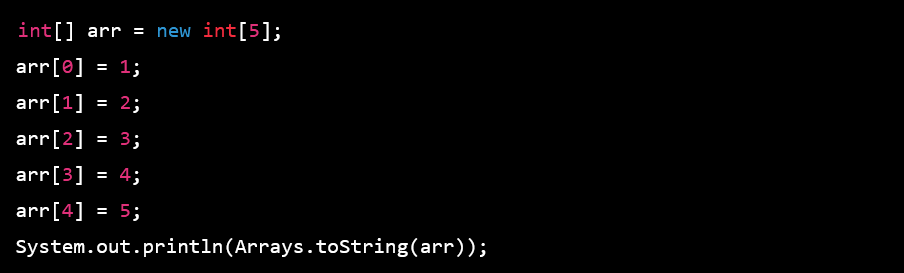 int[] arr = new int[5];
arr[0] = 1;
arr[1] = 2;
arr[2] = 3;
arr[3] = 4;
arr[4] = 5;
System.out.println(Arrays.toString(arr));